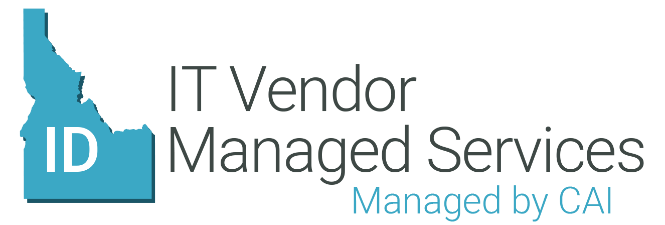 ID
IT Vendor
Managed Services
Managed by CAI